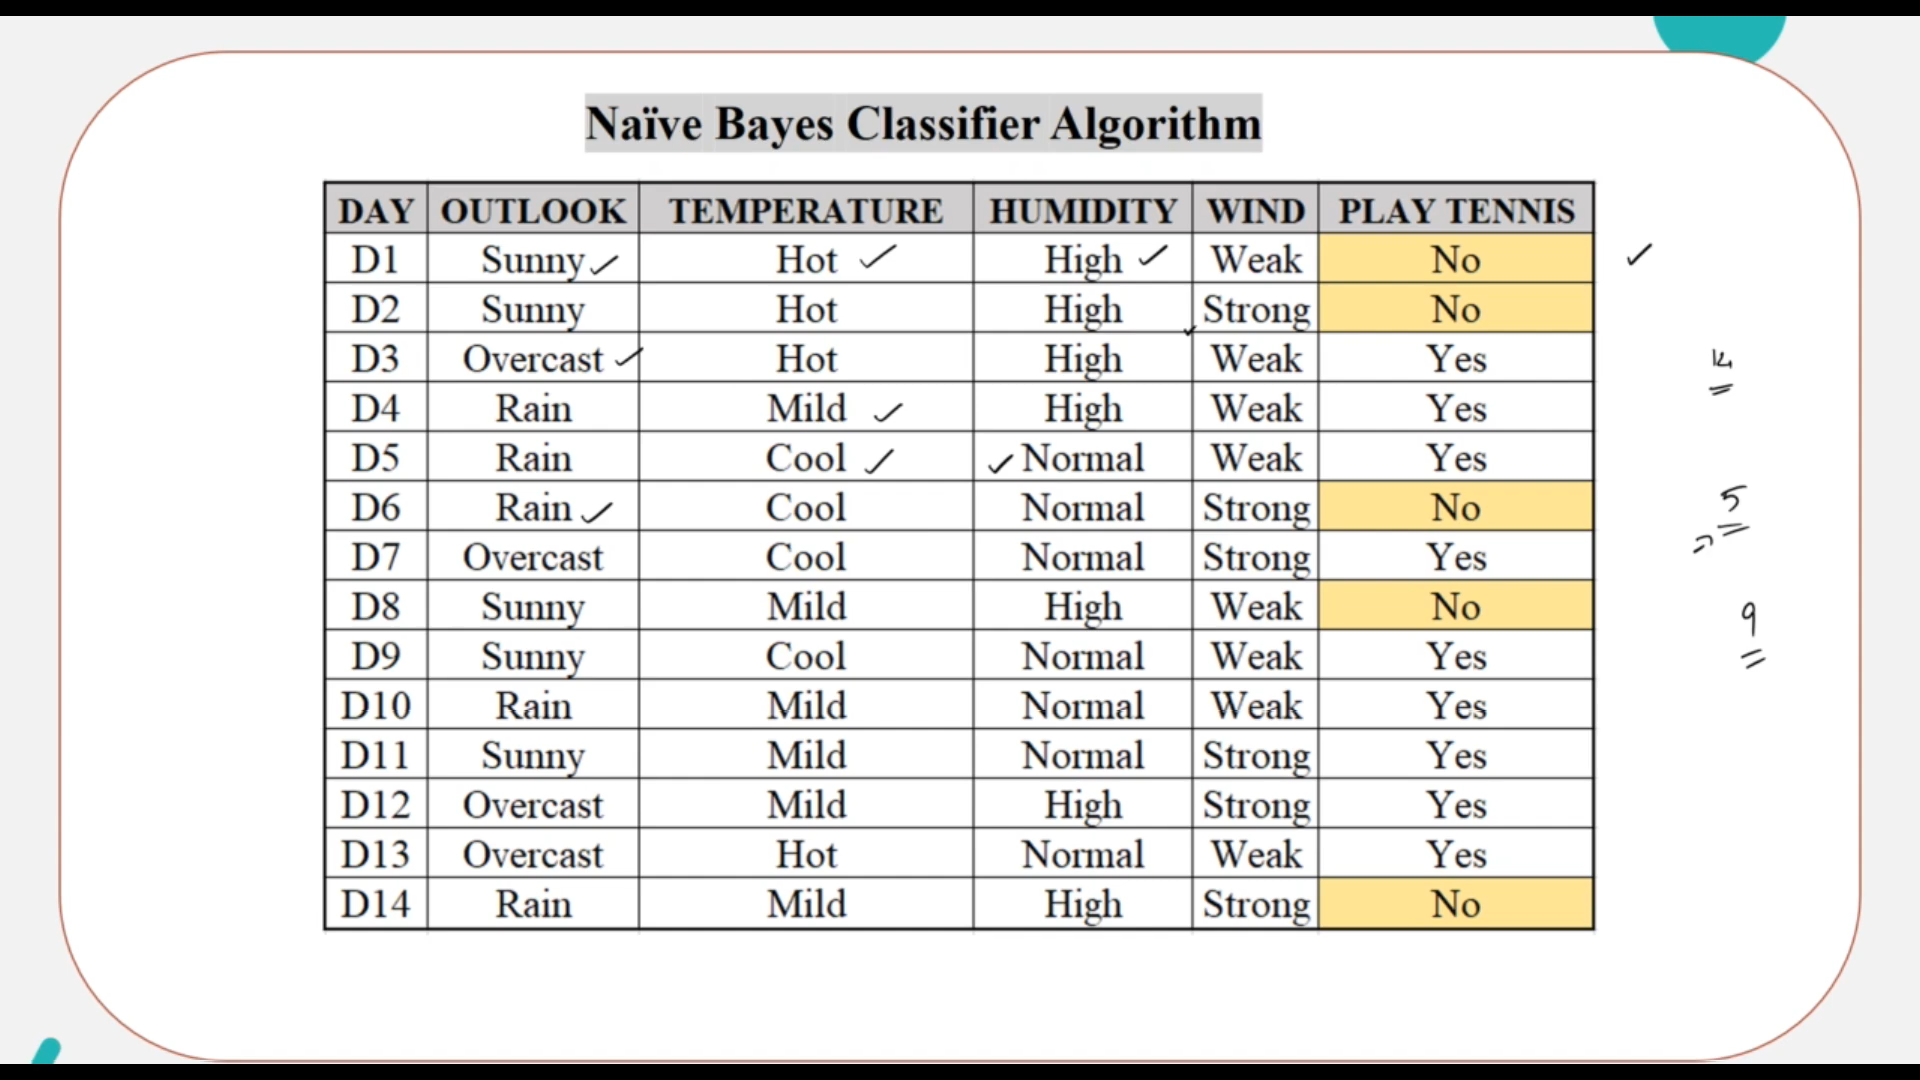 Naïve Bayes Classifier Algorithm
DAY OUTLOOK TEMPERATURE HUMIDITY WIND PLAY TENNIS
D1 Sunny Hot High Weak No
D2 Sunny Hot High Strong No
D3 Overcast Hot High Weak Yes
D4 Rain Mild High Weak Yes
D5 Rain Cool Normal Weak Yes
D6 Rain Cool Normal Strong No
D7 Overcast Cool Normal Strong Yes
D8 Sunny Mild High Weak No
D9 Sunny Cool Normal Weak Yes
D10 Rain Mild Normal Weak Yes
D11 Sunny Mild Normal Strong Yes
D12 Overcast Mild High Strong Yes
D13 Overcast Hot Normal Weak Yes
D14 Rain Mild High Strong No
14
5
9